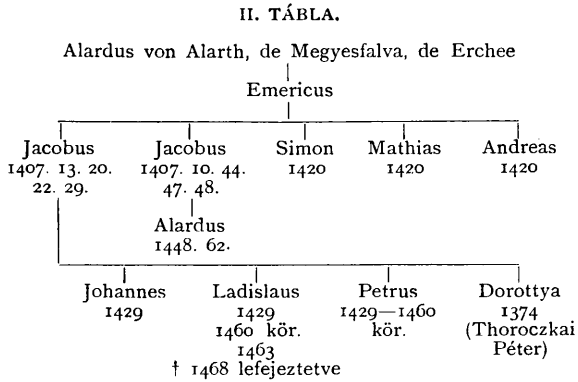 II. TÁBLA.
Alardus von Alarth, de Megyesfalva, de Erchee
Emericus
Jacobus Jacobus Simon Mathias Andreas
1407. 13. 20. 1407. 10. 44. 1420 1420 1420
22. 29. 47. 48.
Alardus
1448. 62.
Johannes Ladislaus Petrus Dorottya
1429 1429 1429—1460 1374
1460 kör. kör. (Thoroczkai
1463 Péter)
† 1468 lefejeztetve